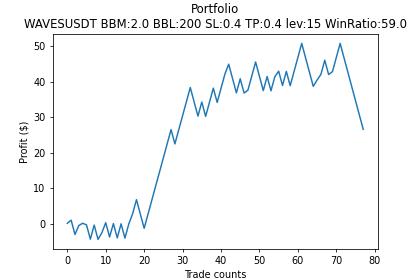 Portfolio
WAVESUSDT BBM:2.0 BBL:200 SL:0.4 TP:0.4 lev:15 WinRatio:59.0
50
40
30
20
10
0
Profit ($)
0 10 20 30 40 50 60 70 80
Trade counts